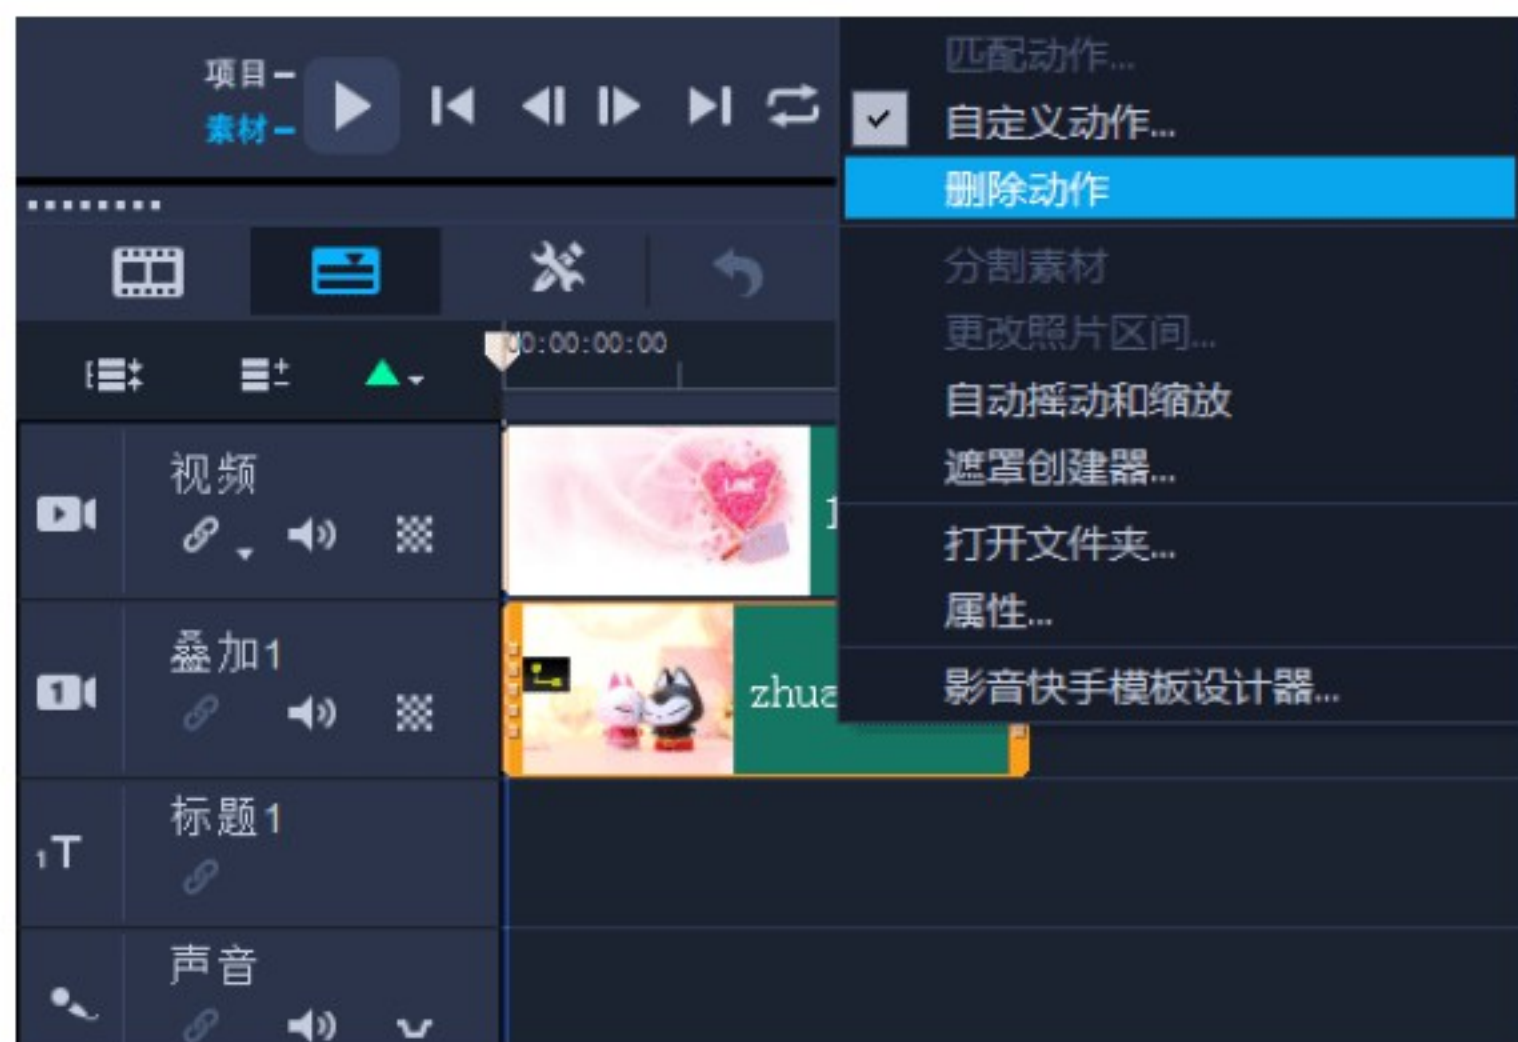 项目
素材
匹配动作...
自定义动作...
删除动作
分割素材
更改照片区间...
自动摇动和缩放
遮罩创建器...
打开文件夹...
属性...
影音快手模板设计器...
00:00:00:00
视频
叠加1
1
标题1
1T
声音